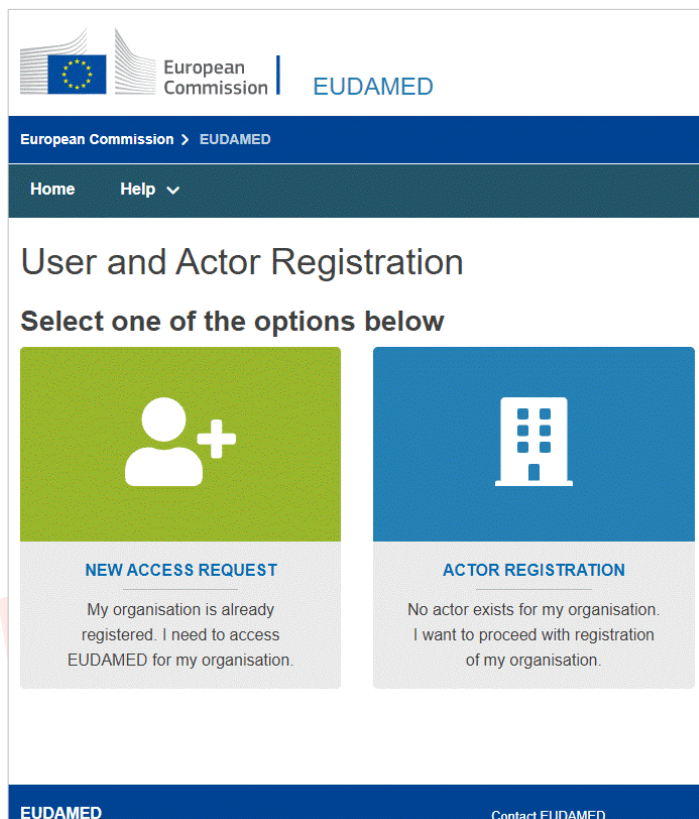 European
Commission
EUDAMED
European Commission > EUDAMED
Home Help
User and Actor Registration
Select one of the options below
NEW ACCESS REQUEST
My organisation is already
registered. I need to access
EUDAMED for my organisation.
ACTOR REGISTRATION
No actor exists for my organisation.
I want to proceed with registration
of my organisation.
EUDAMED
Contact EUDAMED